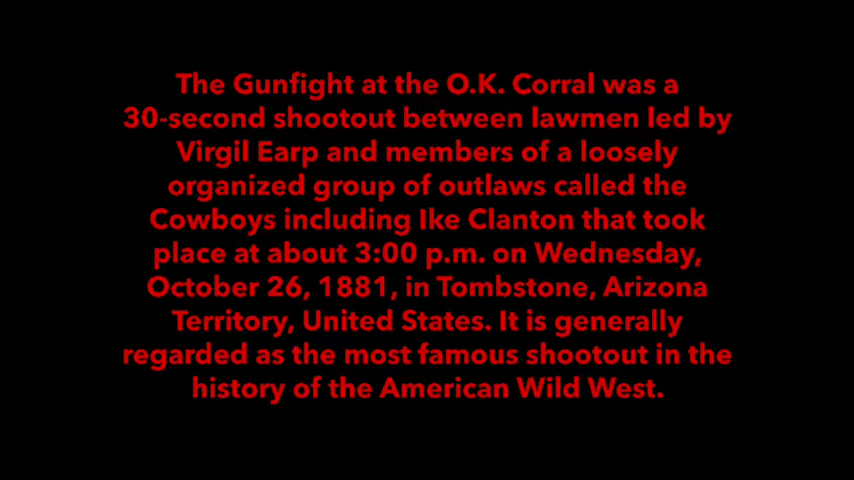 The Gunfight at the O.K. Corral was a
30-second shootout between lawmen led by
Virgil Earp and members of a loosely
organized group of outlaws called the
Cowboys including Ike Clanton that took
place at about 3:00 p.m. on Wednesday,
October 26, 1881, in Tombstone, Arizona
Territory, United States. It is generally
regarded as the most famous shootout in the
history of the American Wild West.